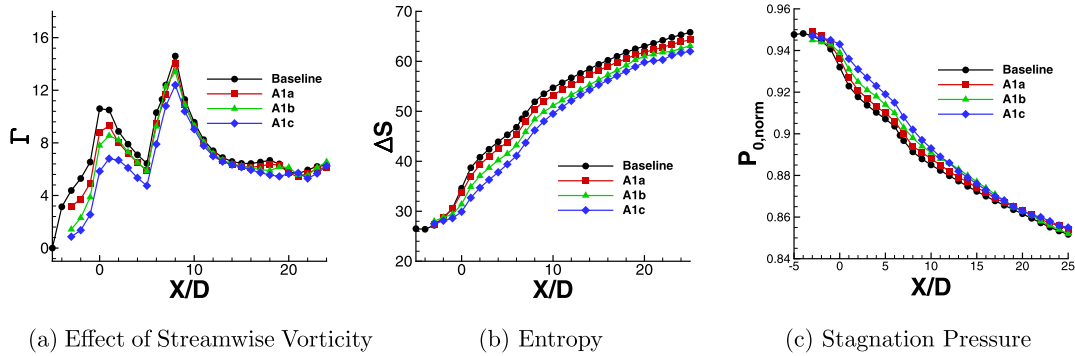 16
12
8
4
0
Γ
0
10
20
X/D
Baseline
A1a
A1b
A1c
(a) Effect of Streamwise Vorticity
70
60
50
40
30
20
ΔS
0
10
20
X/D
Baseline
A1a
A1b
A1c
(b) Entropy
0.96
0.94
0.92
0.9
0.88
0.86
0.84
P0,norm
-5
0
5
10
15
20
25
X/D
Baseline
A1a
A1b
A1c
(c) Stagnation Pressure